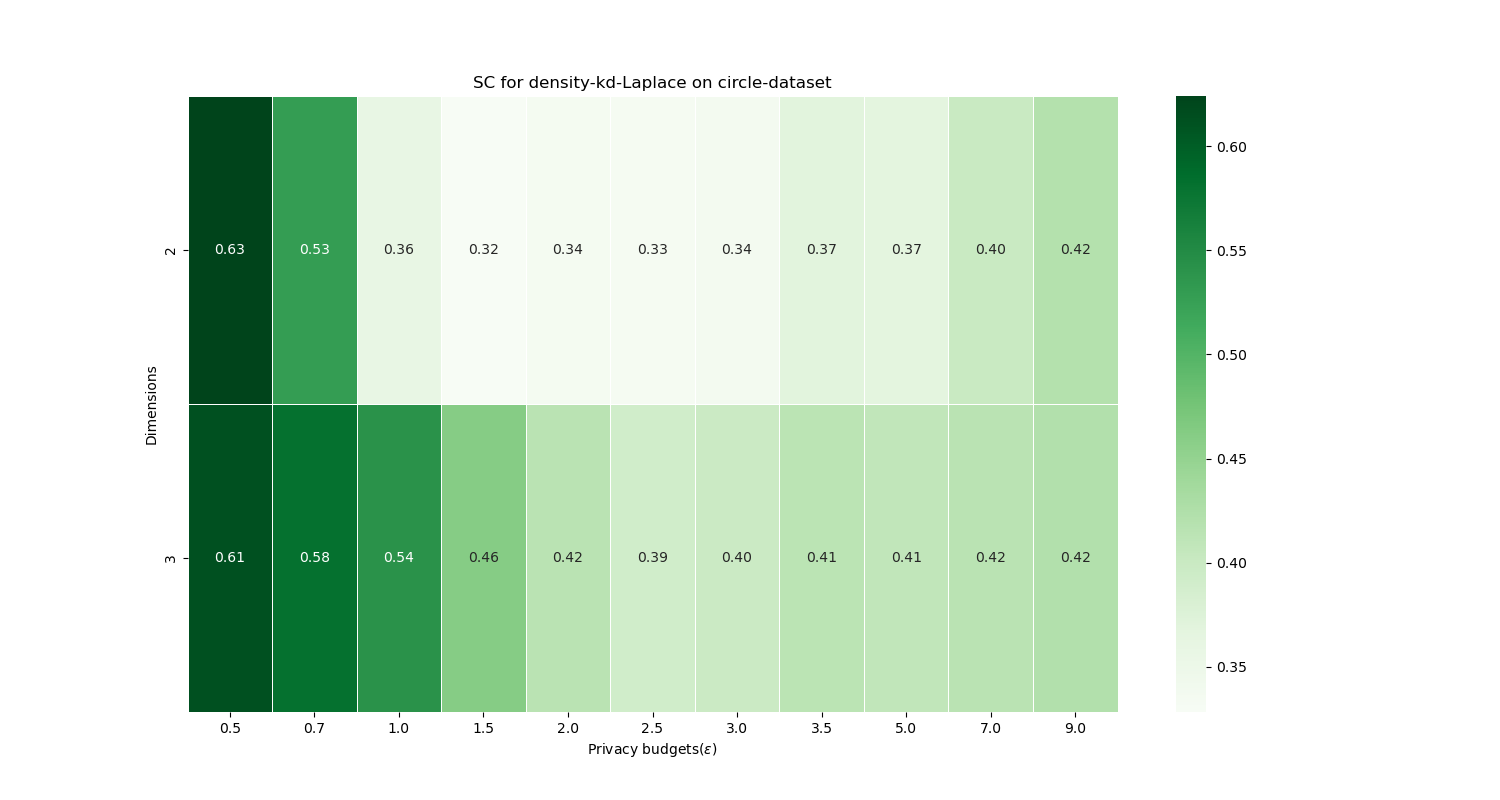 SC for density-kd-Laplace on circle-dataset
0.63 0.53 0.36 0.32 0.34 0.33 0.34 0.37 0.37 0.40 0.42
2
0.61 0.58 0.54 0.46 0.42 0.39 0.40 0.41 0.41 0.42 0.42
3
Dimensions
0.5 0.7 1.0 1.5 2.0 2.5 3.0 3.5 5.0 7.0 9.0
Privacy budgets(ε)
0.60
0.55
0.50
0.45
0.40
0.35